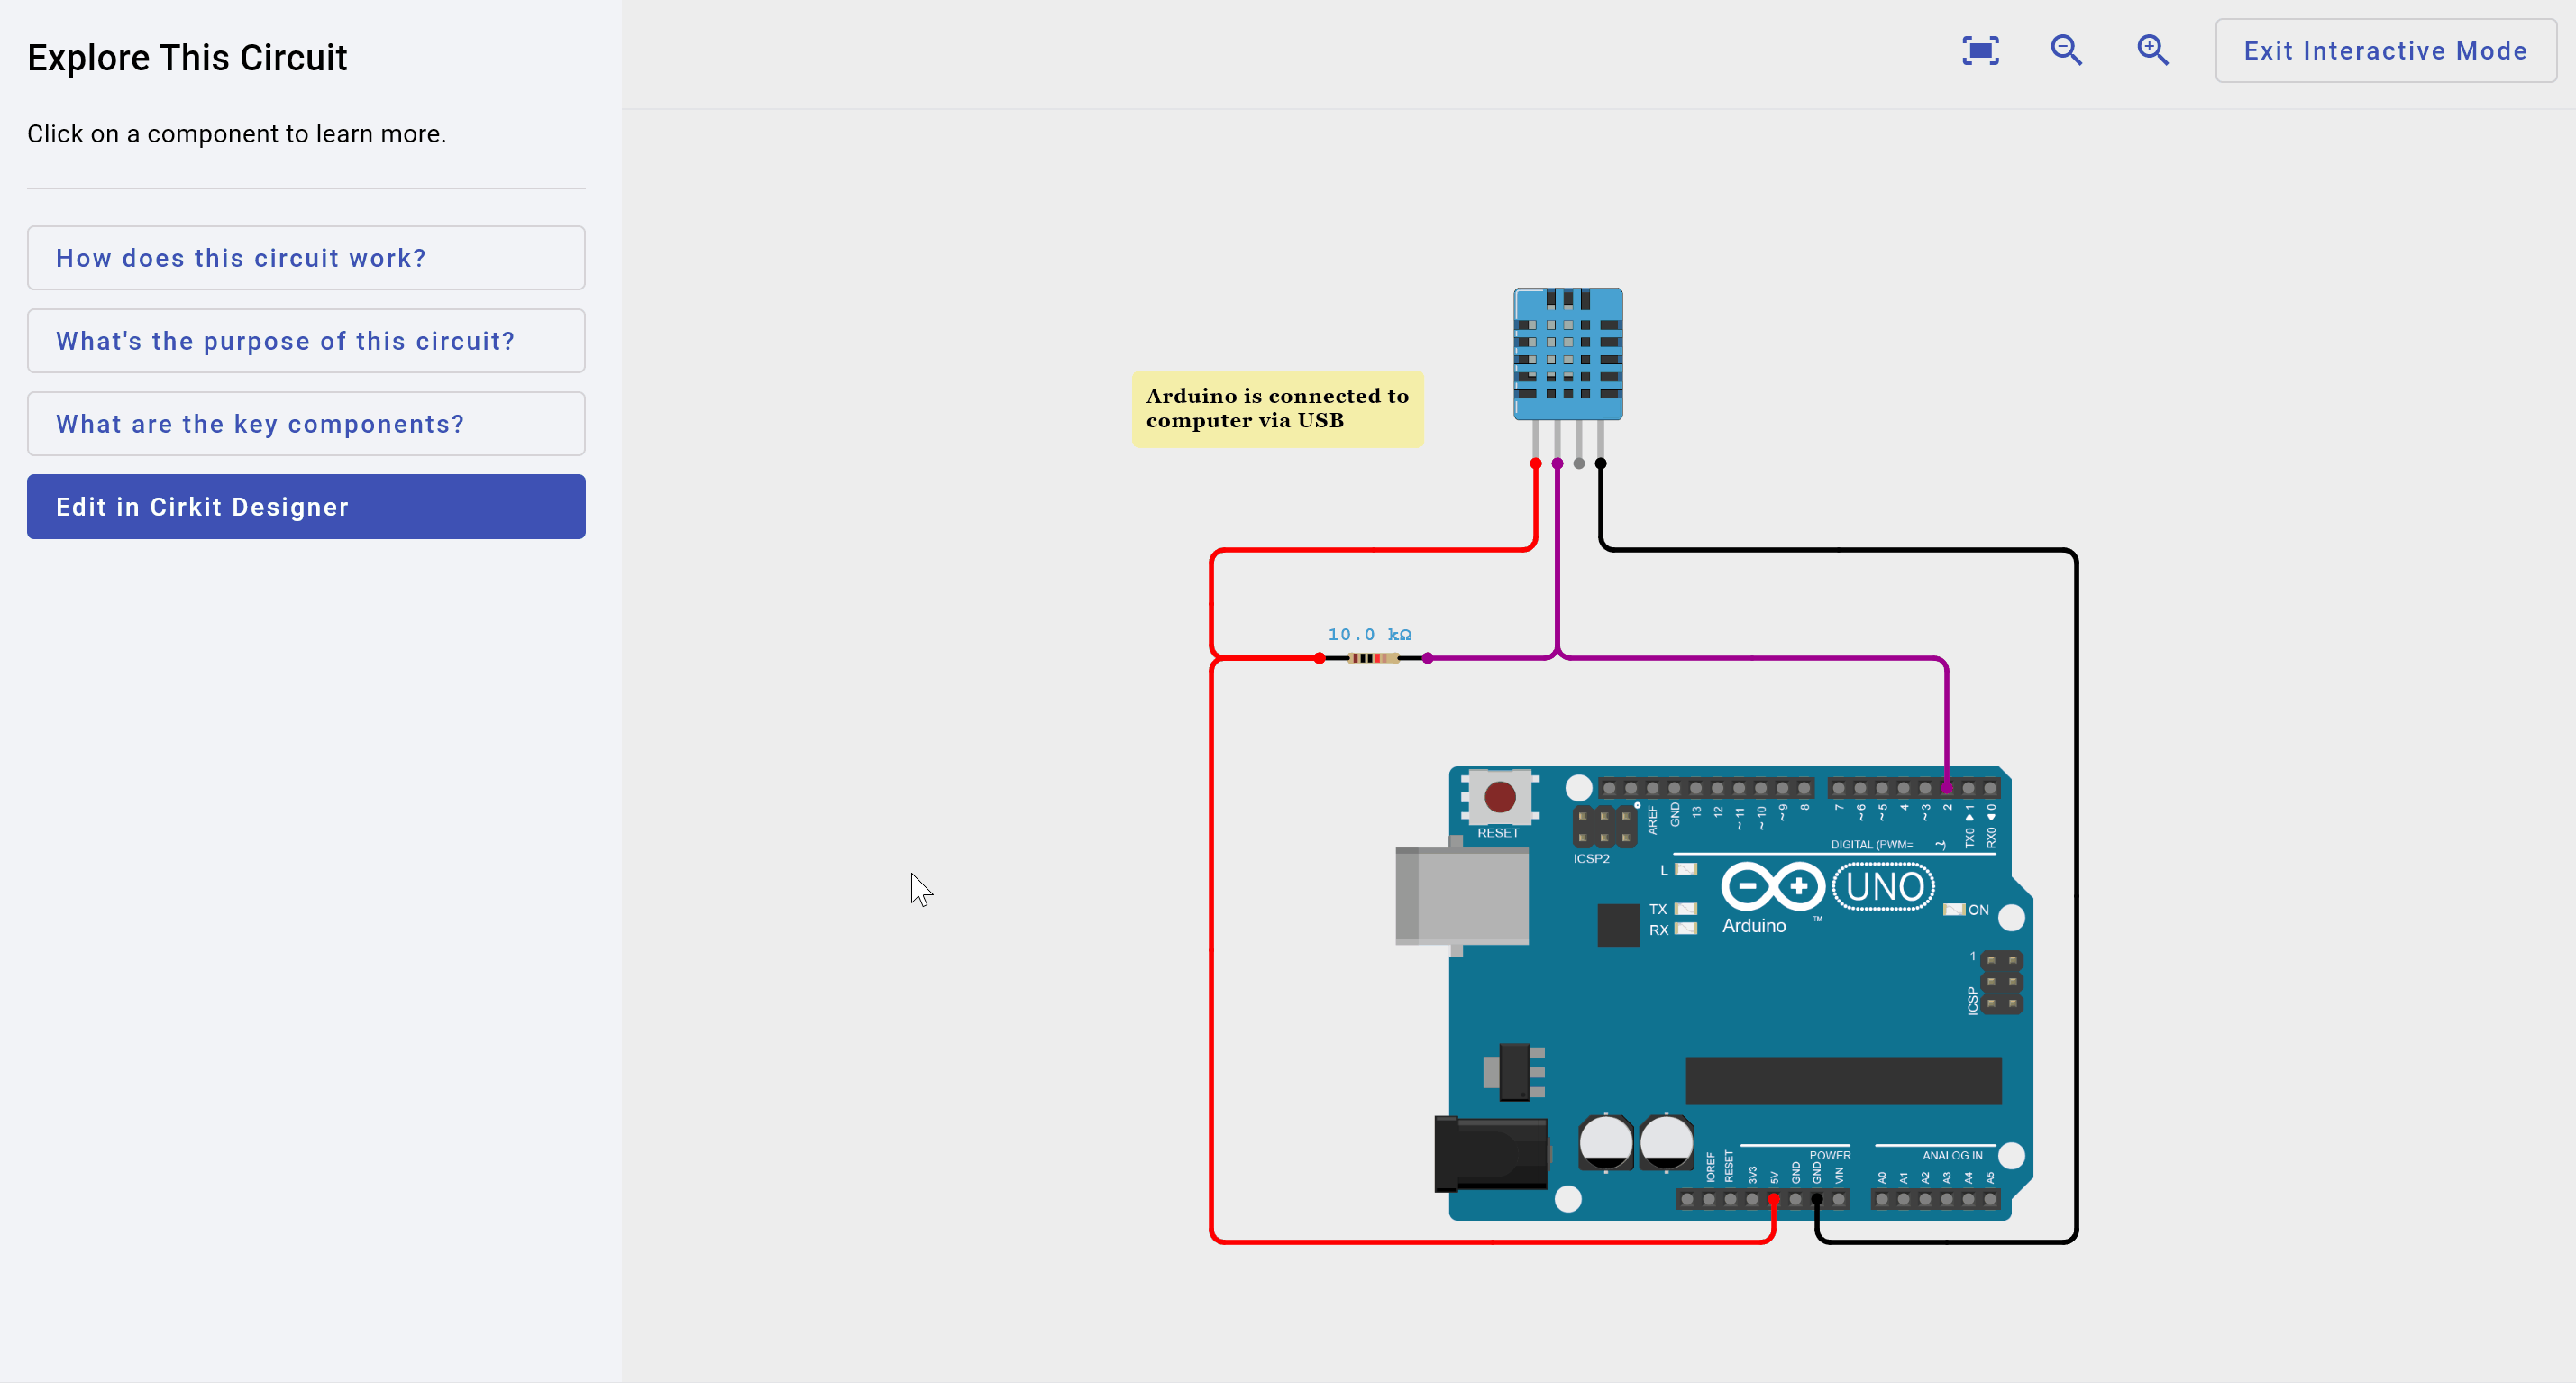 Explore This Circuit
Click on a component to learn more.
How does this circuit work?
What's the purpose of this circuit?
What are the key components?
Edit in Cirkit Designer
Exit Interactive Mode
Arduino is connected to
computer via USB
10.0 kΩ
RESET
ICSP2
AREF
GND
13
12
~11
~10
~9
8
7
~6
~5
4
~3
2
TX0 ▶ 1
RX0 ◀ 0
DIGITAL (PWM= ~)
L
TX
RX
Arduino
™
UNO
ON
1
ICSP
POWER
ANALOG IN
IOREF
RESET
3V3
5V
GND
GND
VIN
A0
A1
A2
A3
A4
A5